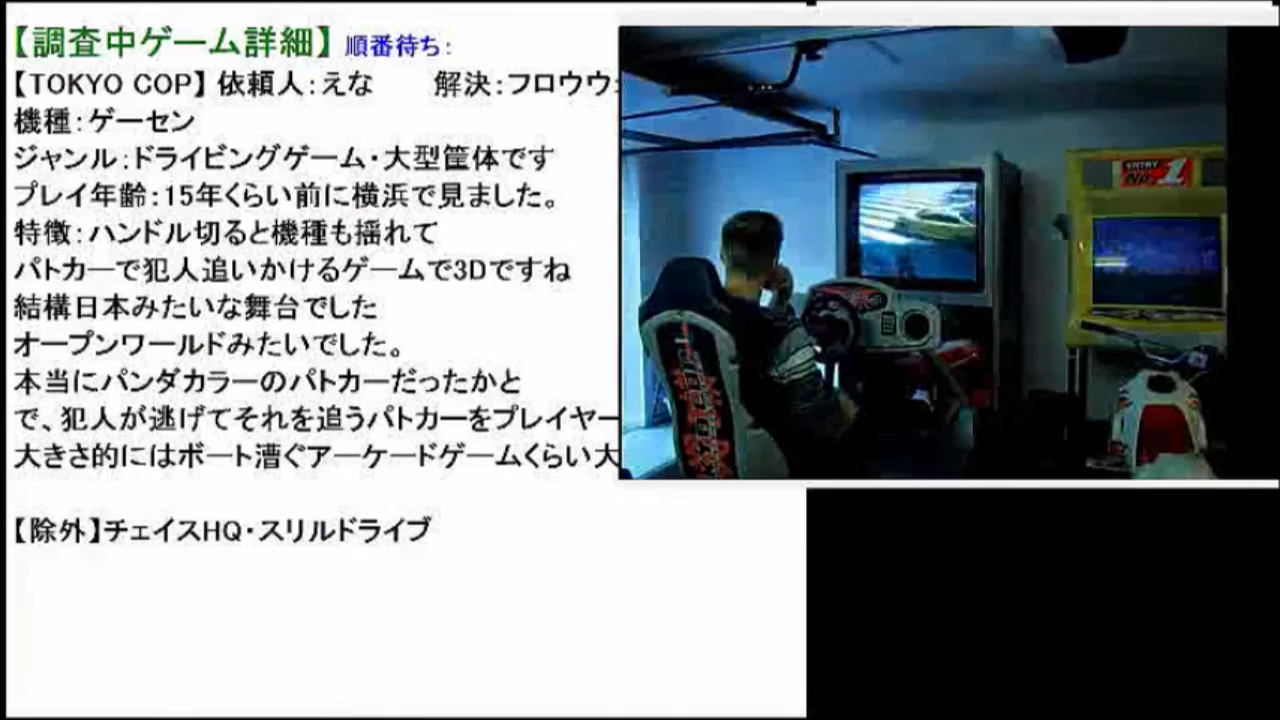 【調査中ゲーム詳細】 順番待ち:
【TOKYO COP】 依頼人:えな 解決:フロウウ
機種:ゲーセン
ジャンル:ドライビングゲーム・大型筐体です
プレイ年齢:15年くらい前に横浜で見ました。
特徴:ハンドル切ると機種も揺れて
パトカーで犯人追いかけるゲームで3Dですね
結構日本みたいな舞台でした
オープンワールドみたいでした。
本当にパンダカラーのパトカーだったかと
で、犯人が逃げてそれを追うパトカーをプレイヤー
大きさ的にはボート漕ぐアーケードゲームくらい大
【除外】チェイスHQ・スリルドライブ
ENTRY
No.1